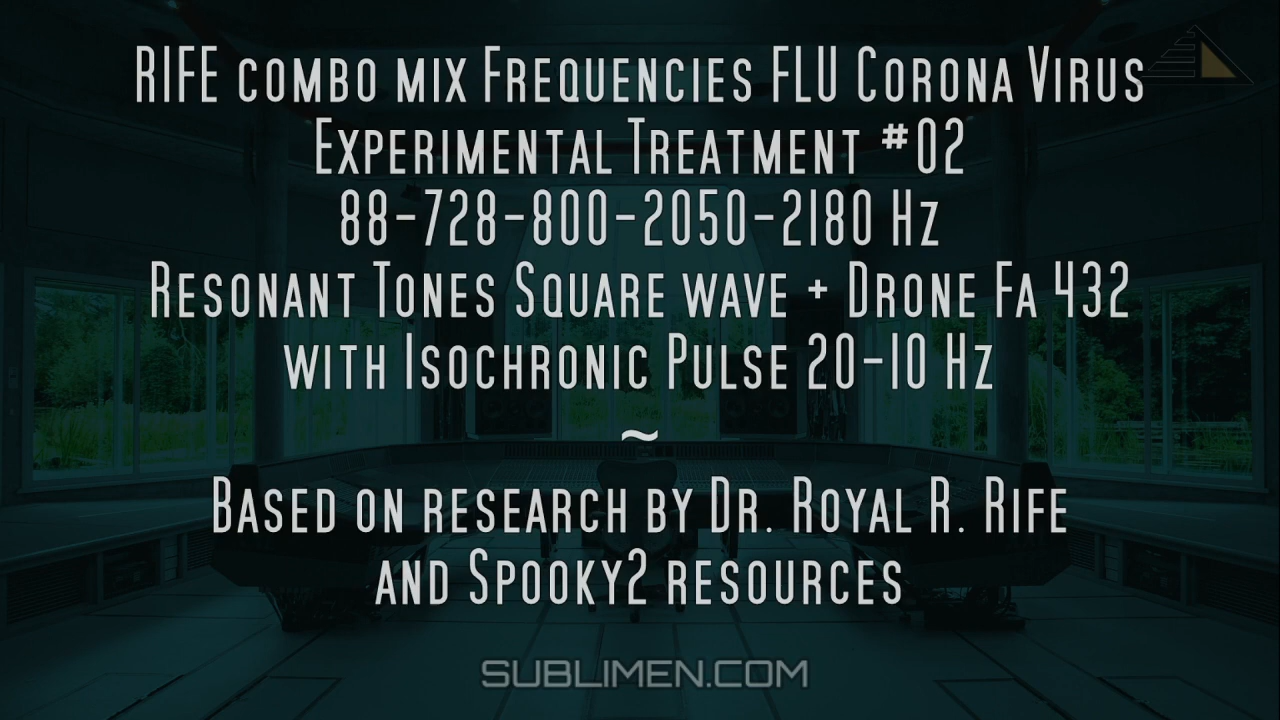 RIFE combo mix Frequencies FLU Corona Virus
Experimental Treatment #02
88-728-800-2050-2180 Hz
Resonant Tones Square wave + Drone Fa 432
with Isochronic Pulse 20-10 Hz
~
Based on research by Dr. Royal R. Rife
and Spooky2 resources
SUBLIMEN.COM